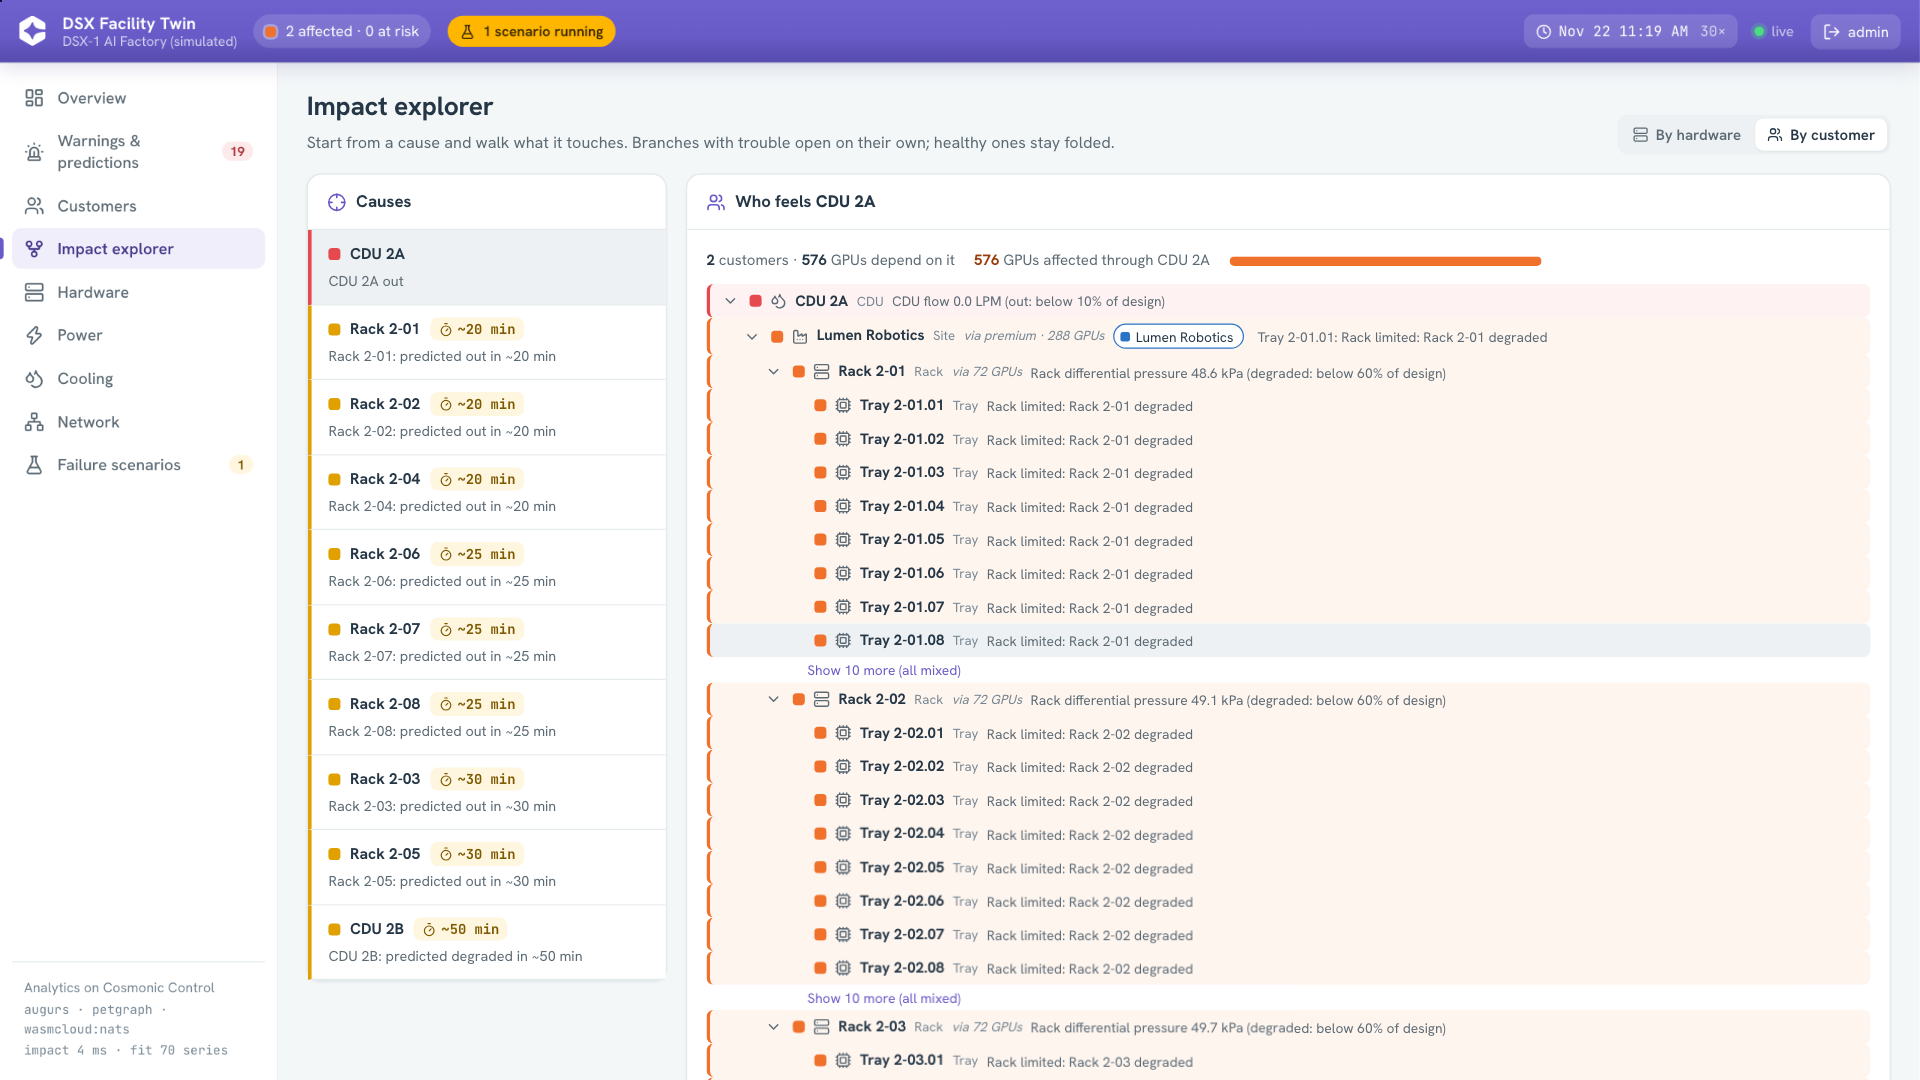 DSX Facility Twin
DSX-1 AI Factory (simulated)
2 affected · 0 at risk
1 scenario running
Nov 22 11:19 AM 30×
live
admin
Overview
Warnings &
predictions
19
Customers
Impact explorer
Hardware
Power
Cooling
Network
Failure scenarios
1
Analytics on Cosmonic Control
augurs · petgraph ·
wasmcloud:nats
impact 4 ms · fit 70 series
Impact explorer
Start from a cause and walk what it touches. Branches with trouble open on their own; healthy ones stay folded.
By hardware
By customer
Causes
CDU 2A
CDU 2A out
Rack 2-01 ~20 min
Rack 2-01: predicted out in ~20 min
Rack 2-02 ~20 min
Rack 2-02: predicted out in ~20 min
Rack 2-04 ~20 min
Rack 2-04: predicted out in ~20 min
Rack 2-06 ~25 min
Rack 2-06: predicted out in ~25 min
Rack 2-07 ~25 min
Rack 2-07: predicted out in ~25 min
Rack 2-08 ~25 min
Rack 2-08: predicted out in ~25 min
Rack 2-03 ~30 min
Rack 2-03: predicted out in ~30 min
Rack 2-05 ~30 min
Rack 2-05: predicted out in ~30 min
CDU 2B ~50 min
CDU 2B: predicted degraded in ~50 min
Who feels CDU 2A
2 customers · 576 GPUs depend on it 576 GPUs affected through CDU 2A
CDU 2A CDU CDU flow 0.0 LPM (out: below 10% of design)
Lumen Robotics Site via premium · 288 GPUs Lumen Robotics Tray 2-01.01: Rack limited: Rack 2-01 degraded
Rack 2-01 Rack via 72 GPUs Rack differential pressure 48.6 kPa (degraded: below 60% of design)
Tray 2-01.01 Tray Rack limited: Rack 2-01 degraded
Tray 2-01.02 Tray Rack limited: Rack 2-01 degraded
Tray 2-01.03 Tray Rack limited: Rack 2-01 degraded
Tray 2-01.04 Tray Rack limited: Rack 2-01 degraded
Tray 2-01.05 Tray Rack limited: Rack 2-01 degraded
Tray 2-01.06 Tray Rack limited: Rack 2-01 degraded
Tray 2-01.07 Tray Rack limited: Rack 2-01 degraded
Tray 2-01.08 Tray Rack limited: Rack 2-01 degraded
Show 10 more (all mixed)
Rack 2-02 Rack via 72 GPUs Rack differential pressure 49.1 kPa (degraded: below 60% of design)
Tray 2-02.01 Tray Rack limited: Rack 2-02 degraded
Tray 2-02.02 Tray Rack limited: Rack 2-02 degraded
Tray 2-02.03 Tray Rack limited: Rack 2-02 degraded
Tray 2-02.04 Tray Rack limited: Rack 2-02 degraded
Tray 2-02.05 Tray Rack limited: Rack 2-02 degraded
Tray 2-02.06 Tray Rack limited: Rack 2-02 degraded
Tray 2-02.07 Tray Rack limited: Rack 2-02 degraded
Tray 2-02.08 Tray Rack limited: Rack 2-02 degraded
Show 10 more (all mixed)
Rack 2-03 Rack via 72 GPUs Rack differential pressure 49.7 kPa (degraded: below 60% of design)
Tray 2-03.01 Tray Rack limited: Rack 2-03 degraded